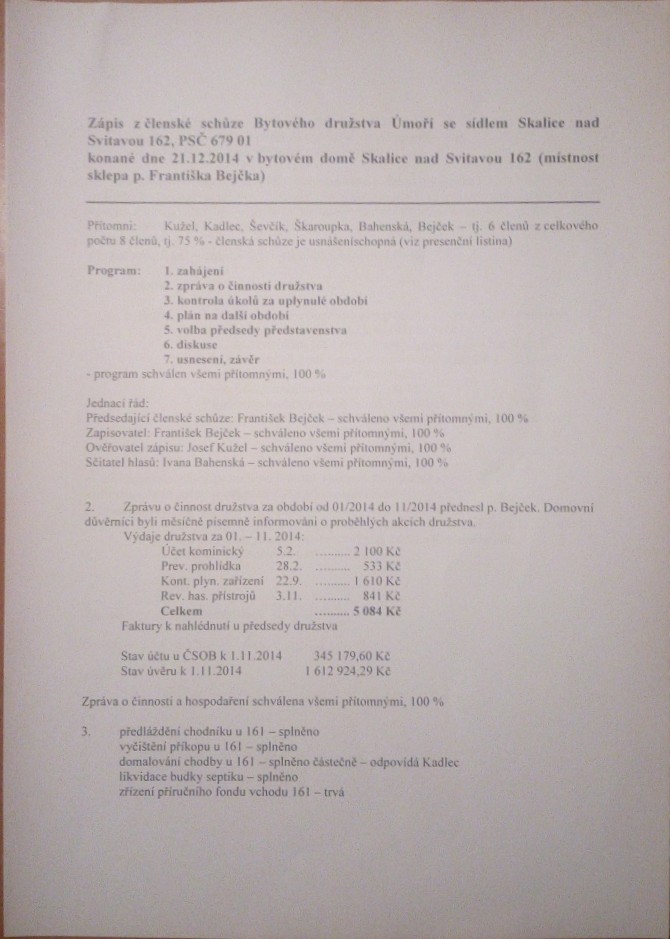 Zápis z členské schůze Bytového družstva Úmoří se sídlem Skalice nad
Svitavou 162, PSČ 679 01
konané dne 21.12.2014 v bytovém domě Skalice nad Svitavou 162 (místnost
sklepa p. Františka Bejčka)
Přítomni: Kužel, Kadlec, Ševčík, Škaroupka, Bahenská, Bejček – tj. 6 členů z celkového
počtu 8 členů, tj. 75 % - členská schůze je usnášeníschopná (viz presenční listina)
Program: 1. zahájení
2. zpráva o činnosti družstva
3. kontrola úkolů za uplynulé období
4. plán na další období
5. volba předsedy představenstva
6. diskuse
7. usnesení, závěr
- program schválen všemi přítomnými, 100 %
Jednací řád:
Předsedající členské schůze: František Bejček – schváleno všemi přítomnými, 100 %
Zapisovatel: František Bejček – schváleno všemi přítomnými, 100 %
Ověřovatel zápisu: Josef Kužel – schváleno všemi přítomnými, 100 %
Sčitatel hlasů: Ivana Bahenská – schváleno všemi přítomnými, 100 %
2. Zprávu o činnost družstva za období od 01/2014 do 11/2014 přednesl p. Bejček. Domovní
důvěrníci byli měsíčně písemně informováni o proběhlých akcích družstva.
Výdaje družstva za 01. – 11. 2014:
Účet kominický 5.2. .......... 2 100 Kč
Prev. prohlídka 28.2. .......... 533 Kč
Kont. plyn. zařízení 22.9. .......... 1 610 Kč
Rev. has. přístrojů 3.11. .......... 841 Kč
Celkem .......... 5 084 Kč
Faktury k nahlédnutí u předsedy družstva
Stav účtu u ČSOB k 1.11.2014 345 179,60 Kč
Stav úvěru k 1.11.2014 1 612 924,29 Kč
Zpráva o činnosti a hospodaření schválena všemi přítomnými, 100 %
3. předláždění chodníku u 161 – splněno
vyčištění příkopu u 161 – splněno
domalování chodby u 161 – splněno částečně – odpovídá Kadlec
likvidace budky septiku – splněno
zřízení příručního fondu vchodu 161 – trvá